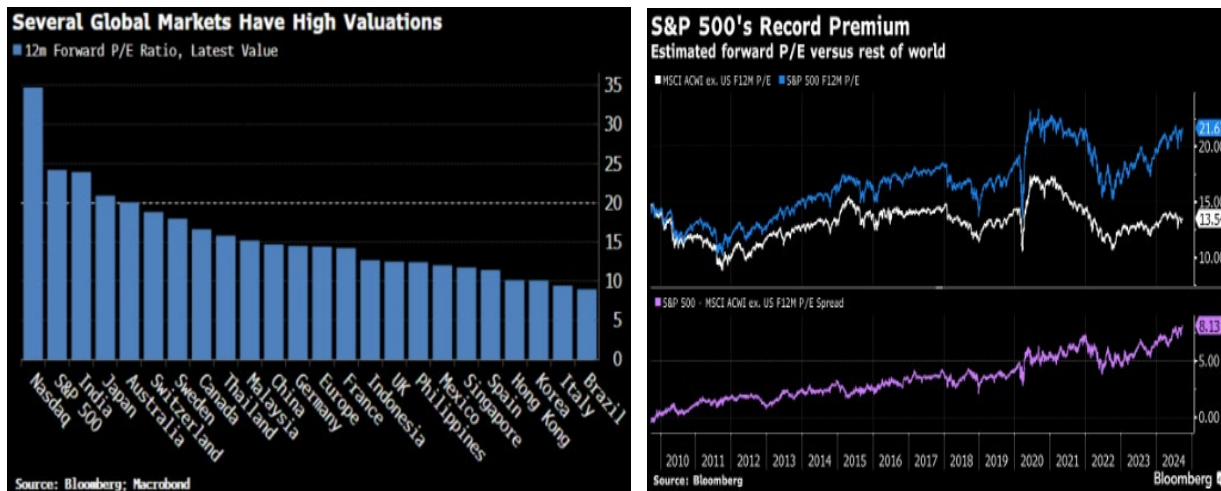 Several Global Markets Have High Valuations
12m Forward P/E Ratio, Latest Value
35
30
25
20
15
10
5
0
Nasdaq
S&P 500
India
Japan
Australia
Switzerland
Sweden
Canada
Thailand
Malaysia
China
Germany
Europe
France
Indonesia
UK
Philippines
Mexico
Singapore
Spain
Hong Kong
Korea
Italy
Brazil
Source: Bloomberg; Macrobond
S&P 500's Record Premium
Estimated forward P/E versus rest of world
MSCI ACWI ex. US F12M P/E S&P 500 F12M P/E
21.6
20.00
15.00
13.5
10.00
S&P 500 - MSCI ACWI ex. US F12M P/E Spread
8.13
5.00
0.00
2010 2011 2012 2013 2014 2015 2016 2017 2018 2019 2020 2021 2022 2023 2024
Source: Bloomberg
Bloomberg